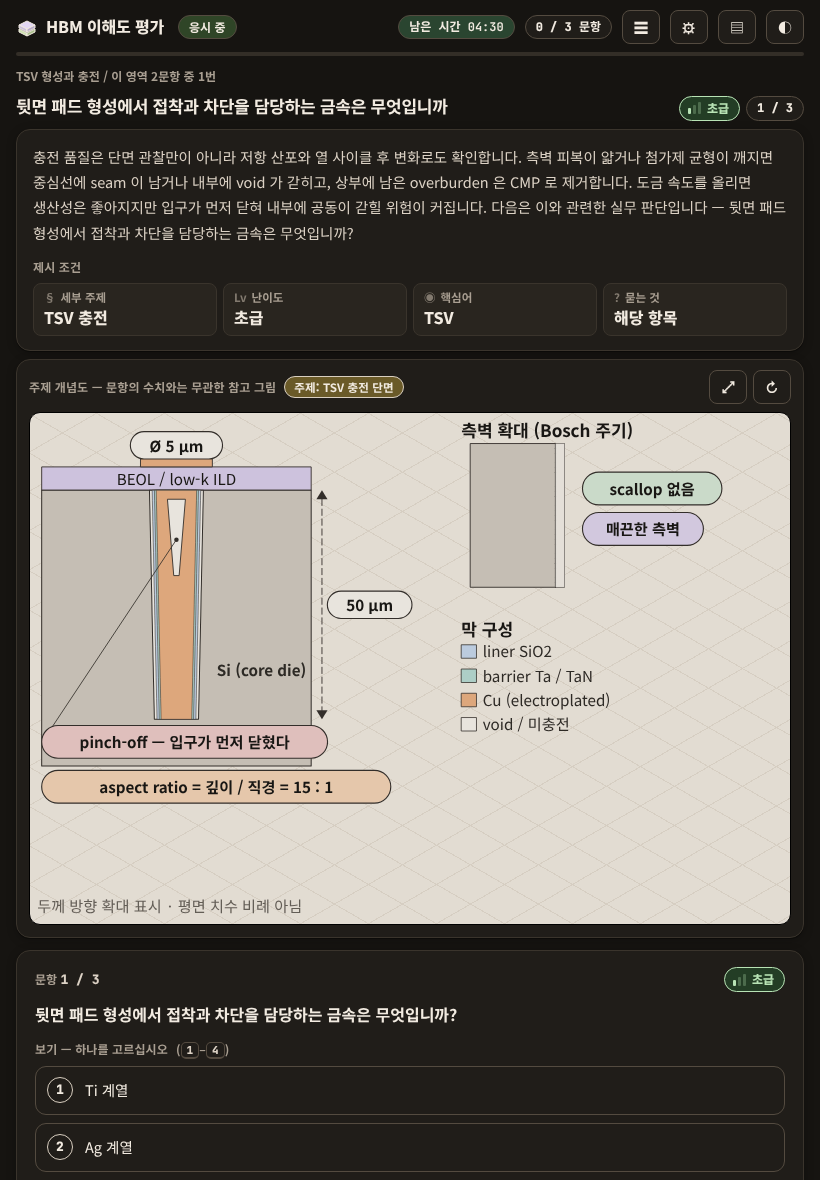 HBM 이해도 평가
응시 중
남은 시간 04:30
0 / 3 문항
TSV 형성과 충전 / 이 영역 2문항 중 1번
뒷면 패드 형성에서 접착과 차단을 담당하는 금속은 무엇입니까
초급
1 / 3
충전 품질은 단면 관찰만이 아니라 저항 산포와 열 사이클 후 변화로도 확인합니다. 측벽 피복이 얇거나 첨가제 균형이 깨지면
중심선에 seam 이 남거나 내부에 void 가 갇히고, 상부에 남은 overburden 은 CMP 로 제거합니다. 도금 속도를 올리면
생산성은 좋아지지만 입구가 먼저 닫혀 내부에 공동이 갇힐 위험이 커집니다. 다음은 이와 관련한 실무 판단입니다 — 뒷면 패드
형성에서 접착과 차단을 담당하는 금속은 무엇입니까?
제시 조건
§ 세부 주제
TSV 충전
Lv 난이도
초급
◉ 핵심어
TSV
? 묻는 것
해당 항목
주제 개념도 — 문항의 수치와는 무관한 참고 그림
주제: TSV 충전 단면
Ø 5 µm
BEOL / low-k ILD
50 µm
Si (core die)
pinch-off — 입구가 먼저 닫혔다
aspect ratio = 깊이 / 직경 = 15 : 1
측벽 확대 (Bosch 주기)
scallop 없음
매끈한 측벽
막 구성
liner SiO2
barrier Ta / TaN
Cu (electroplated)
void / 미충전
두께 방향 확대 표시 · 평면 치수 비례 아님
문항 1 / 3
초급
뒷면 패드 형성에서 접착과 차단을 담당하는 금속은 무엇입니까?
보기 — 하나를 고르십시오 (1–4)
1 Ti 계열
2 Ag 계열